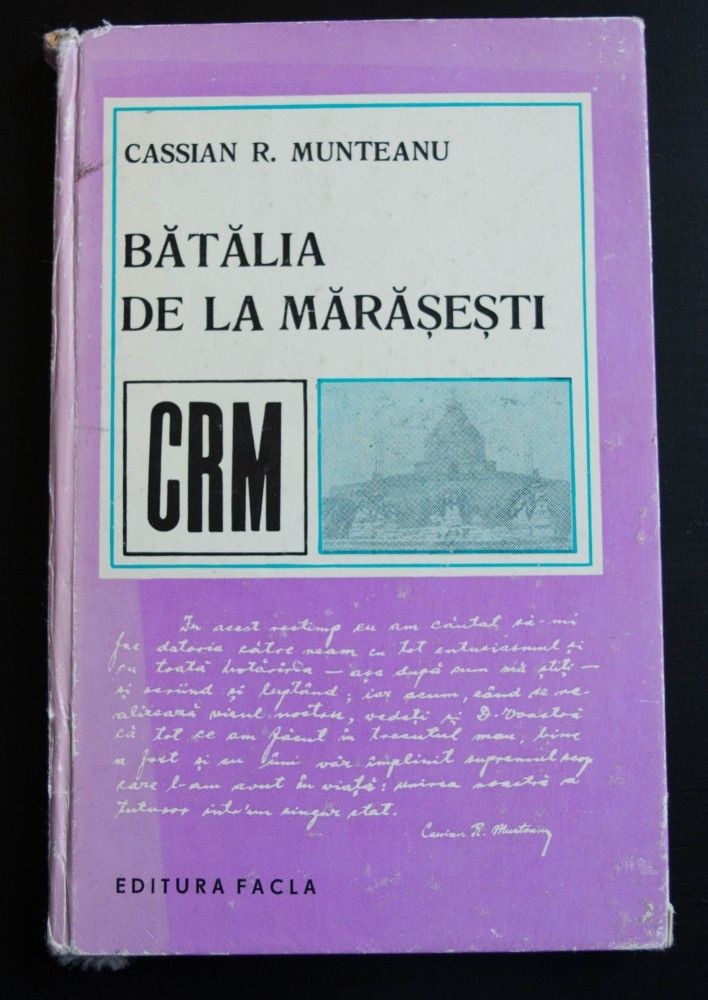 CASSIAN R. MUNTEANU
BĂTĂLIA
DE LA MĂRĂȘEȘTI
CRM
In acest restimp eu am căutat să-mi
fac datoria către neam cu tot entusiasmul și
cu toată hotărîrea — așa după cum mă știți —
și scriind și luptând; iar acum, când se re-
alizează visul nostru, vedeți și D-Voastră
că tot ce am făcut în trecutul meu, bine
a fost și eu îmi văz împlinit supremul scop
care l-am avut în viață: unirea noastră a
tuturor intr'un singur stat.
Cassian R. Munteanu
EDITURA FACLA